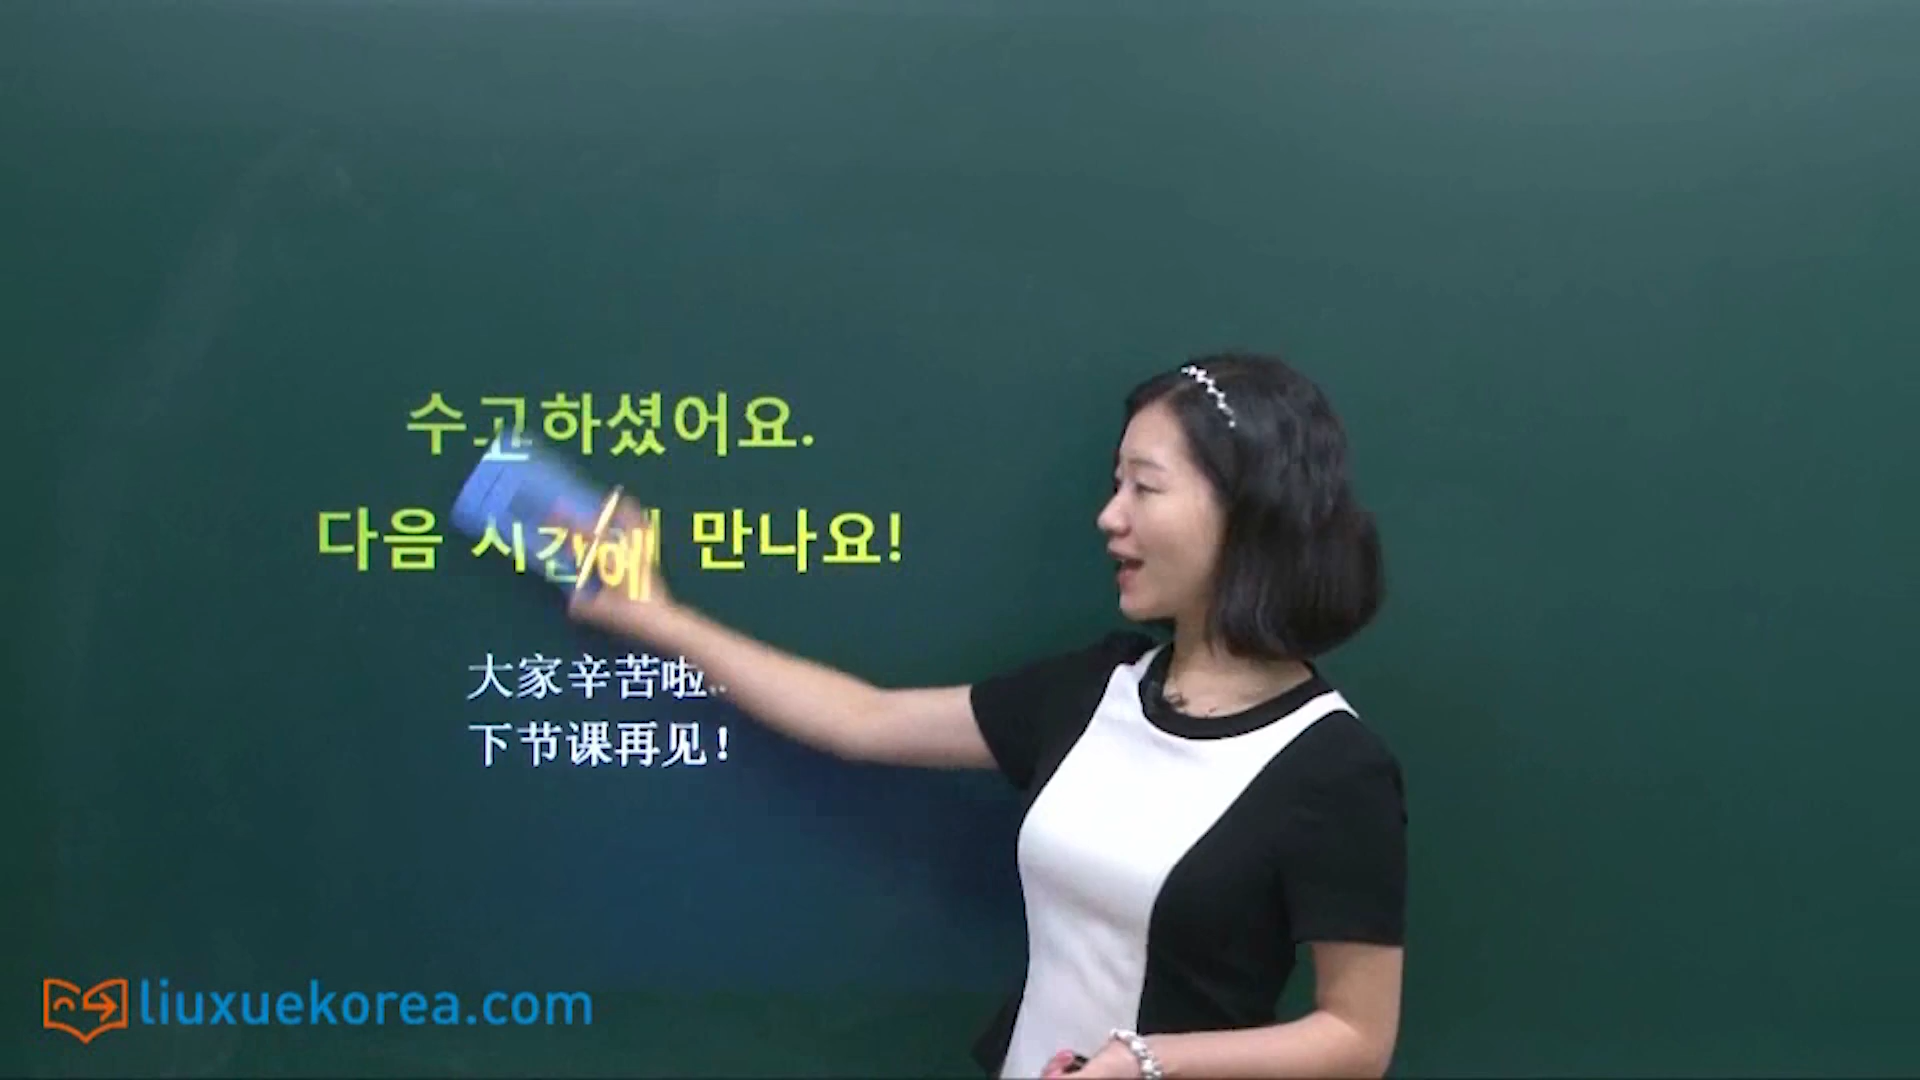 수고하셨어요.
다음 시간에 만나요!
大家辛苦啦..
下节课再见!
liuxuekorea.com